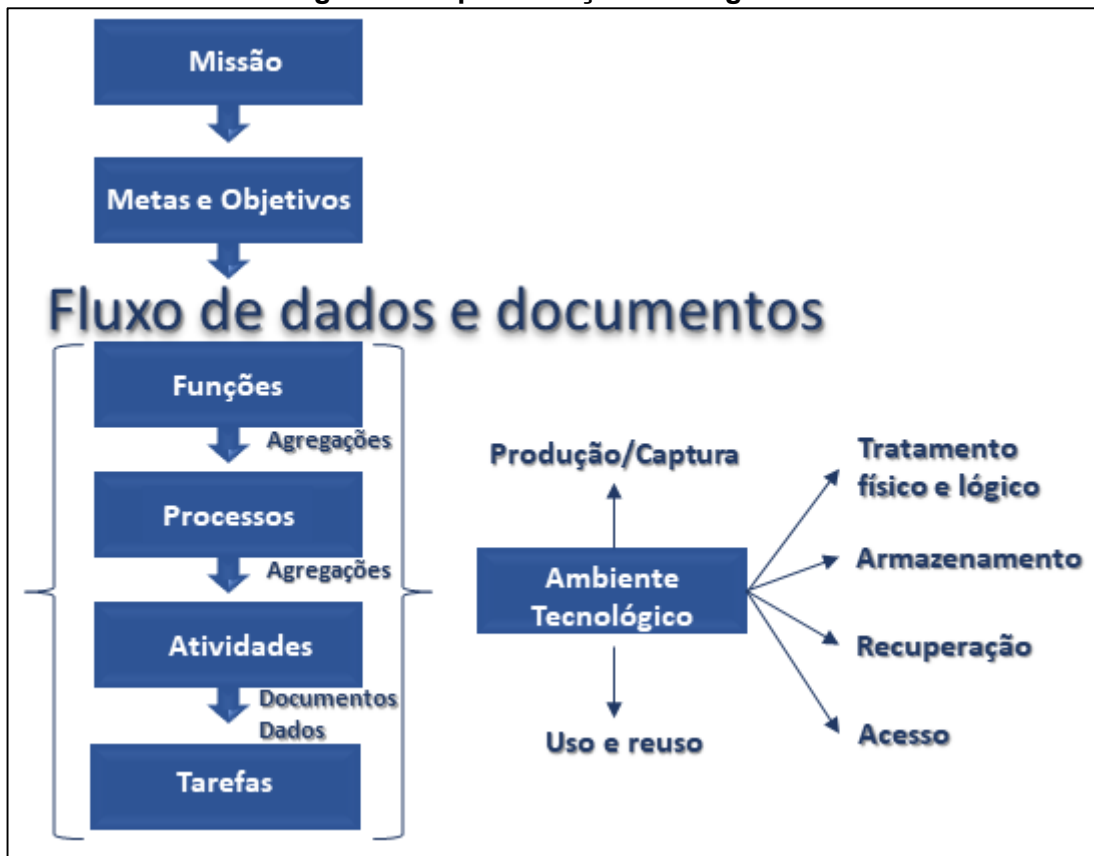 Missão
Metas e Objetivos
Fluxo de dados e documentos
Funções
Agregações
Processos
Agregações
Atividades
Documentos
Dados
Tarefas
Produção/Captura
Ambiente
Tecnológico
Uso e reuso
Tratamento
físico e lógico
Armazenamento
Recuperação
Acesso